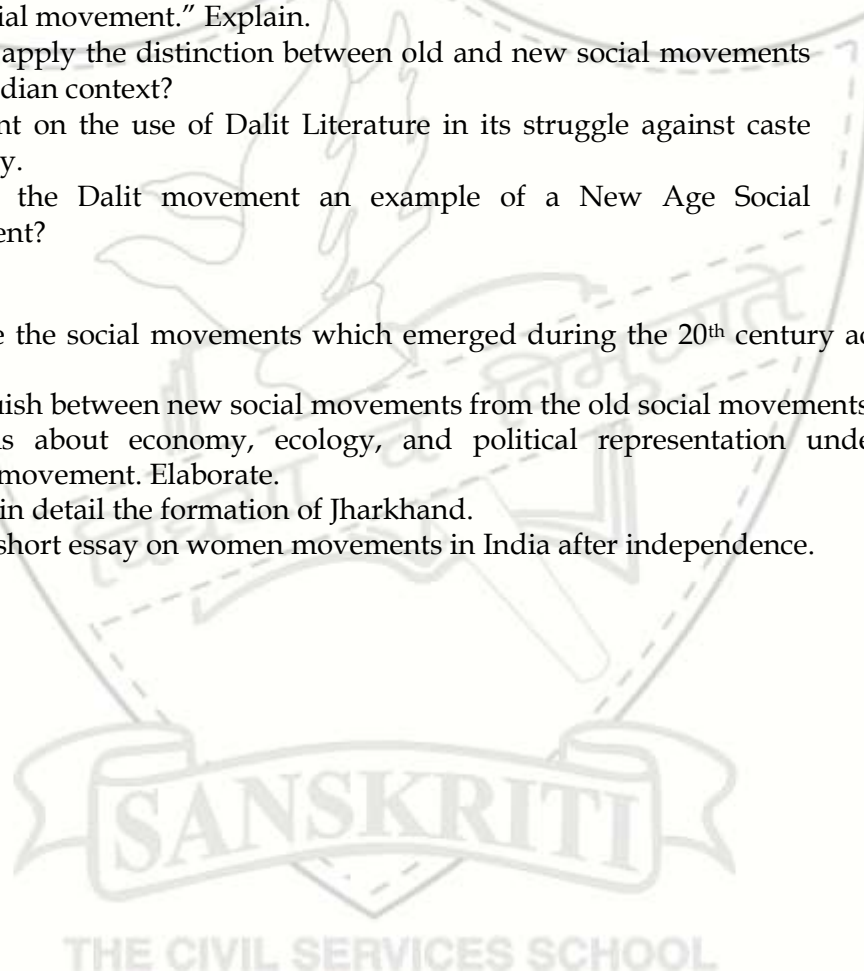 ial movement.” Explain.
apply the distinction between old and new social movements
dian context?
nt on the use of Dalit Literature in its struggle against caste
y.
the Dalit movement an example of a New Age Social
ent?
e the social movements which emerged during the 20th century ac
uish between new social movements from the old social movements
s about economy, ecology, and political representation unde
movement. Elaborate.
in detail the formation of Jharkhand.
short essay on women movements in India after independence.
SANSKRITI
THE CIVIL SERVICES SCHOOL